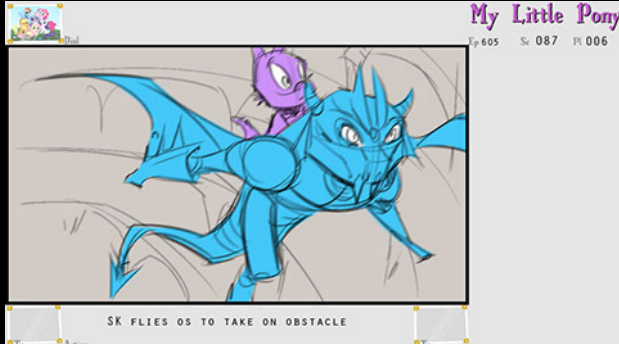 My Little Pony
Ep 605 Sc 087 Pl 006
SK FLIES OS TO TAKE ON OBSTACLE